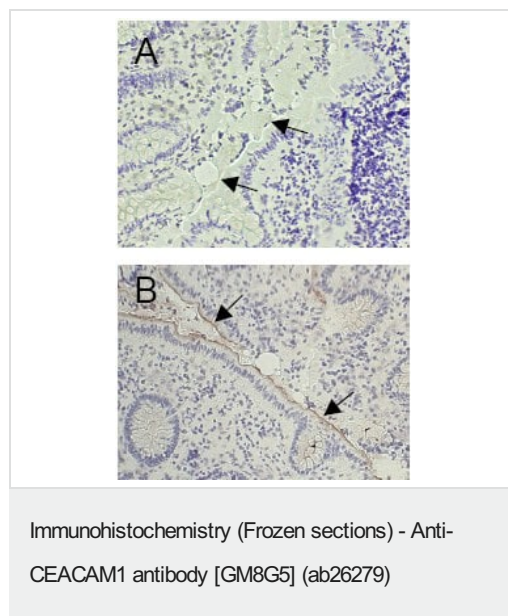 A
B
Immunohistochemistry (Frozen sections) - Anti-
CEACAM1 antibody [GM8G5] (ab26279)